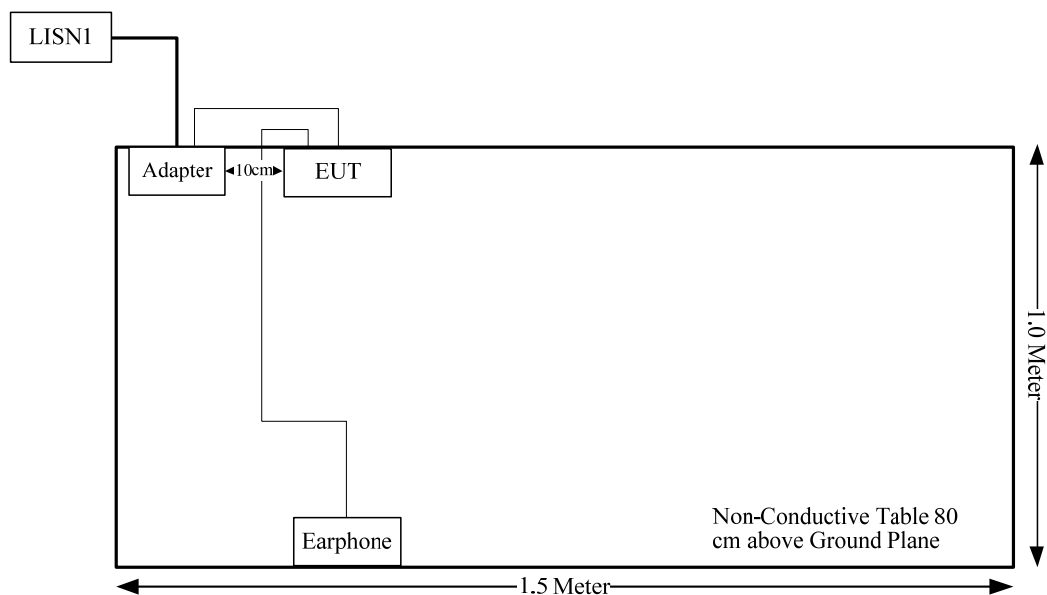 LISN1
Adapter
10cm
EUT
1.0 Meter
Earphone
Non-Conductive Table 80
cm above Ground Plane
1.5 Meter